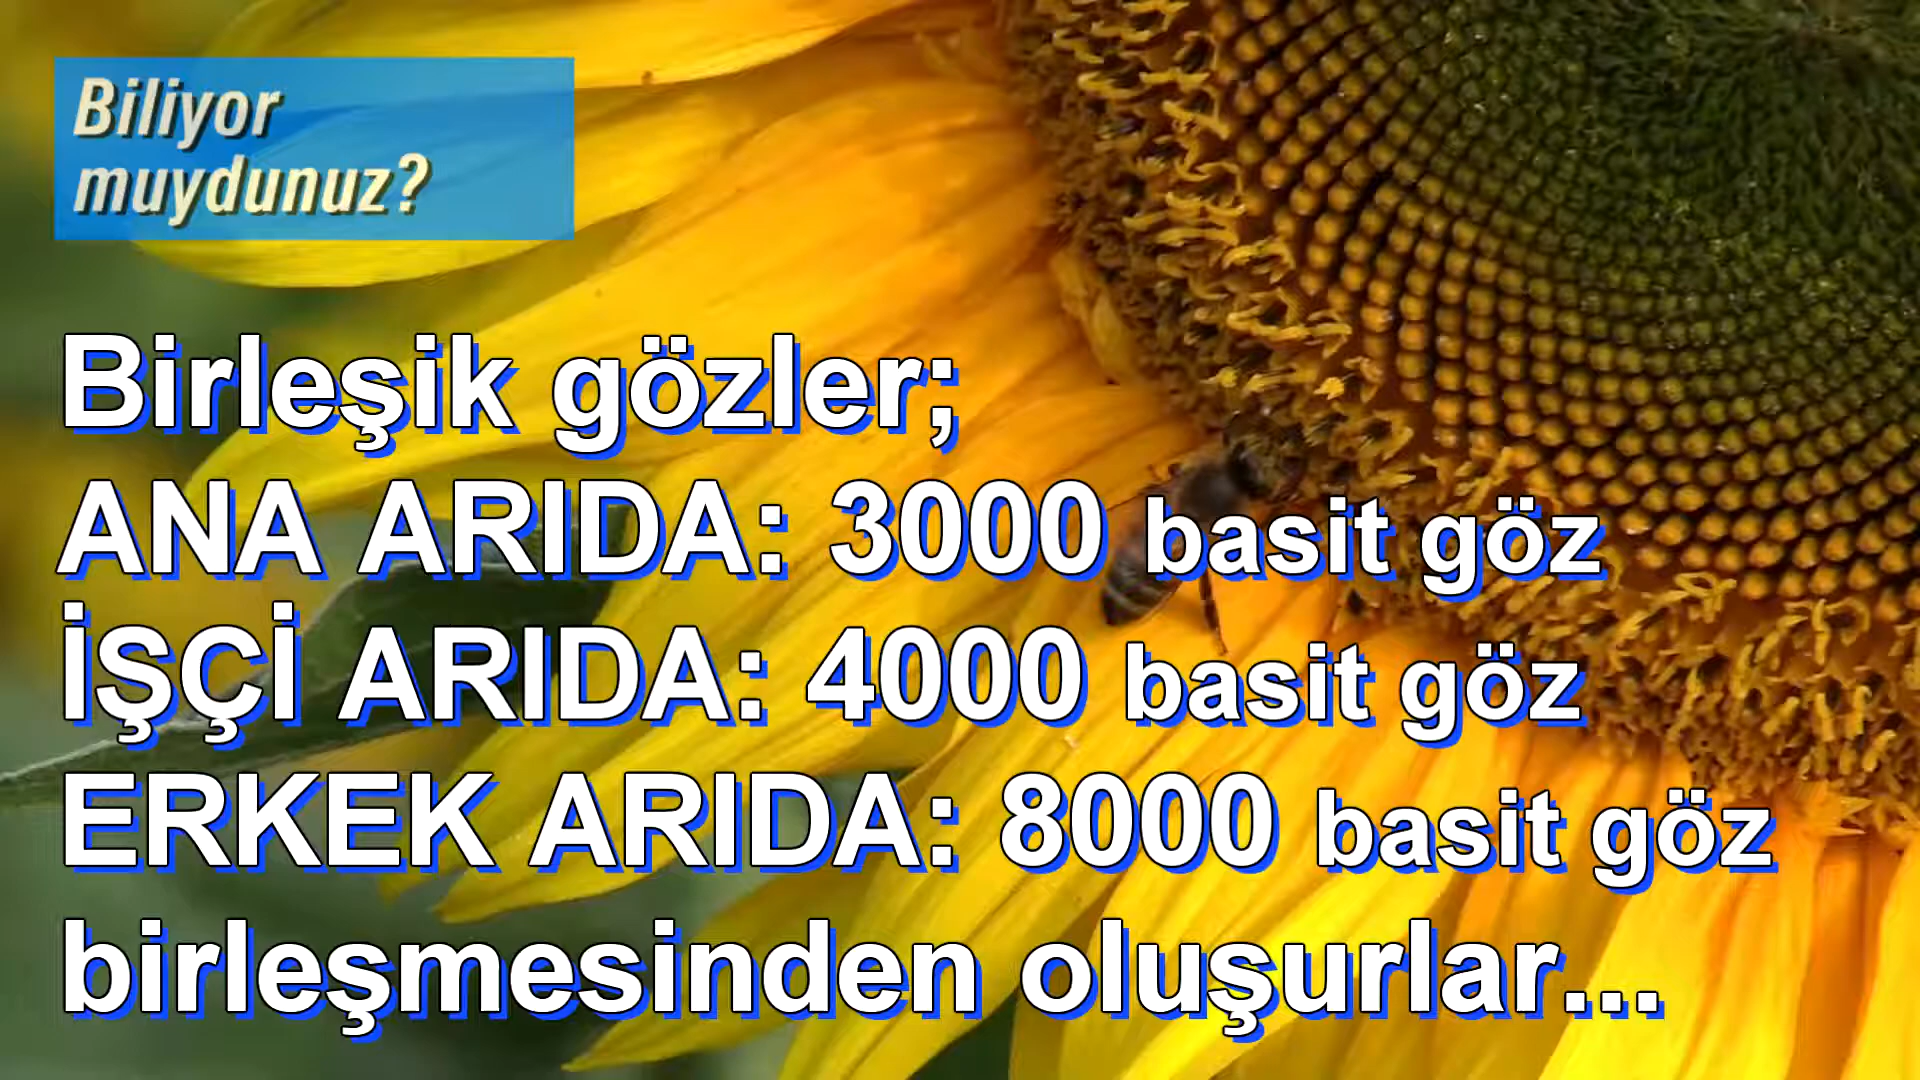 Biliyor
muydunuz?
Birleşik gözler;
ANA ARIDA: 3000 basit göz
İŞÇİ ARIDA: 4000 basit göz
ERKEK ARIDA: 8000 basit göz
birleşmesinden oluşurlar...